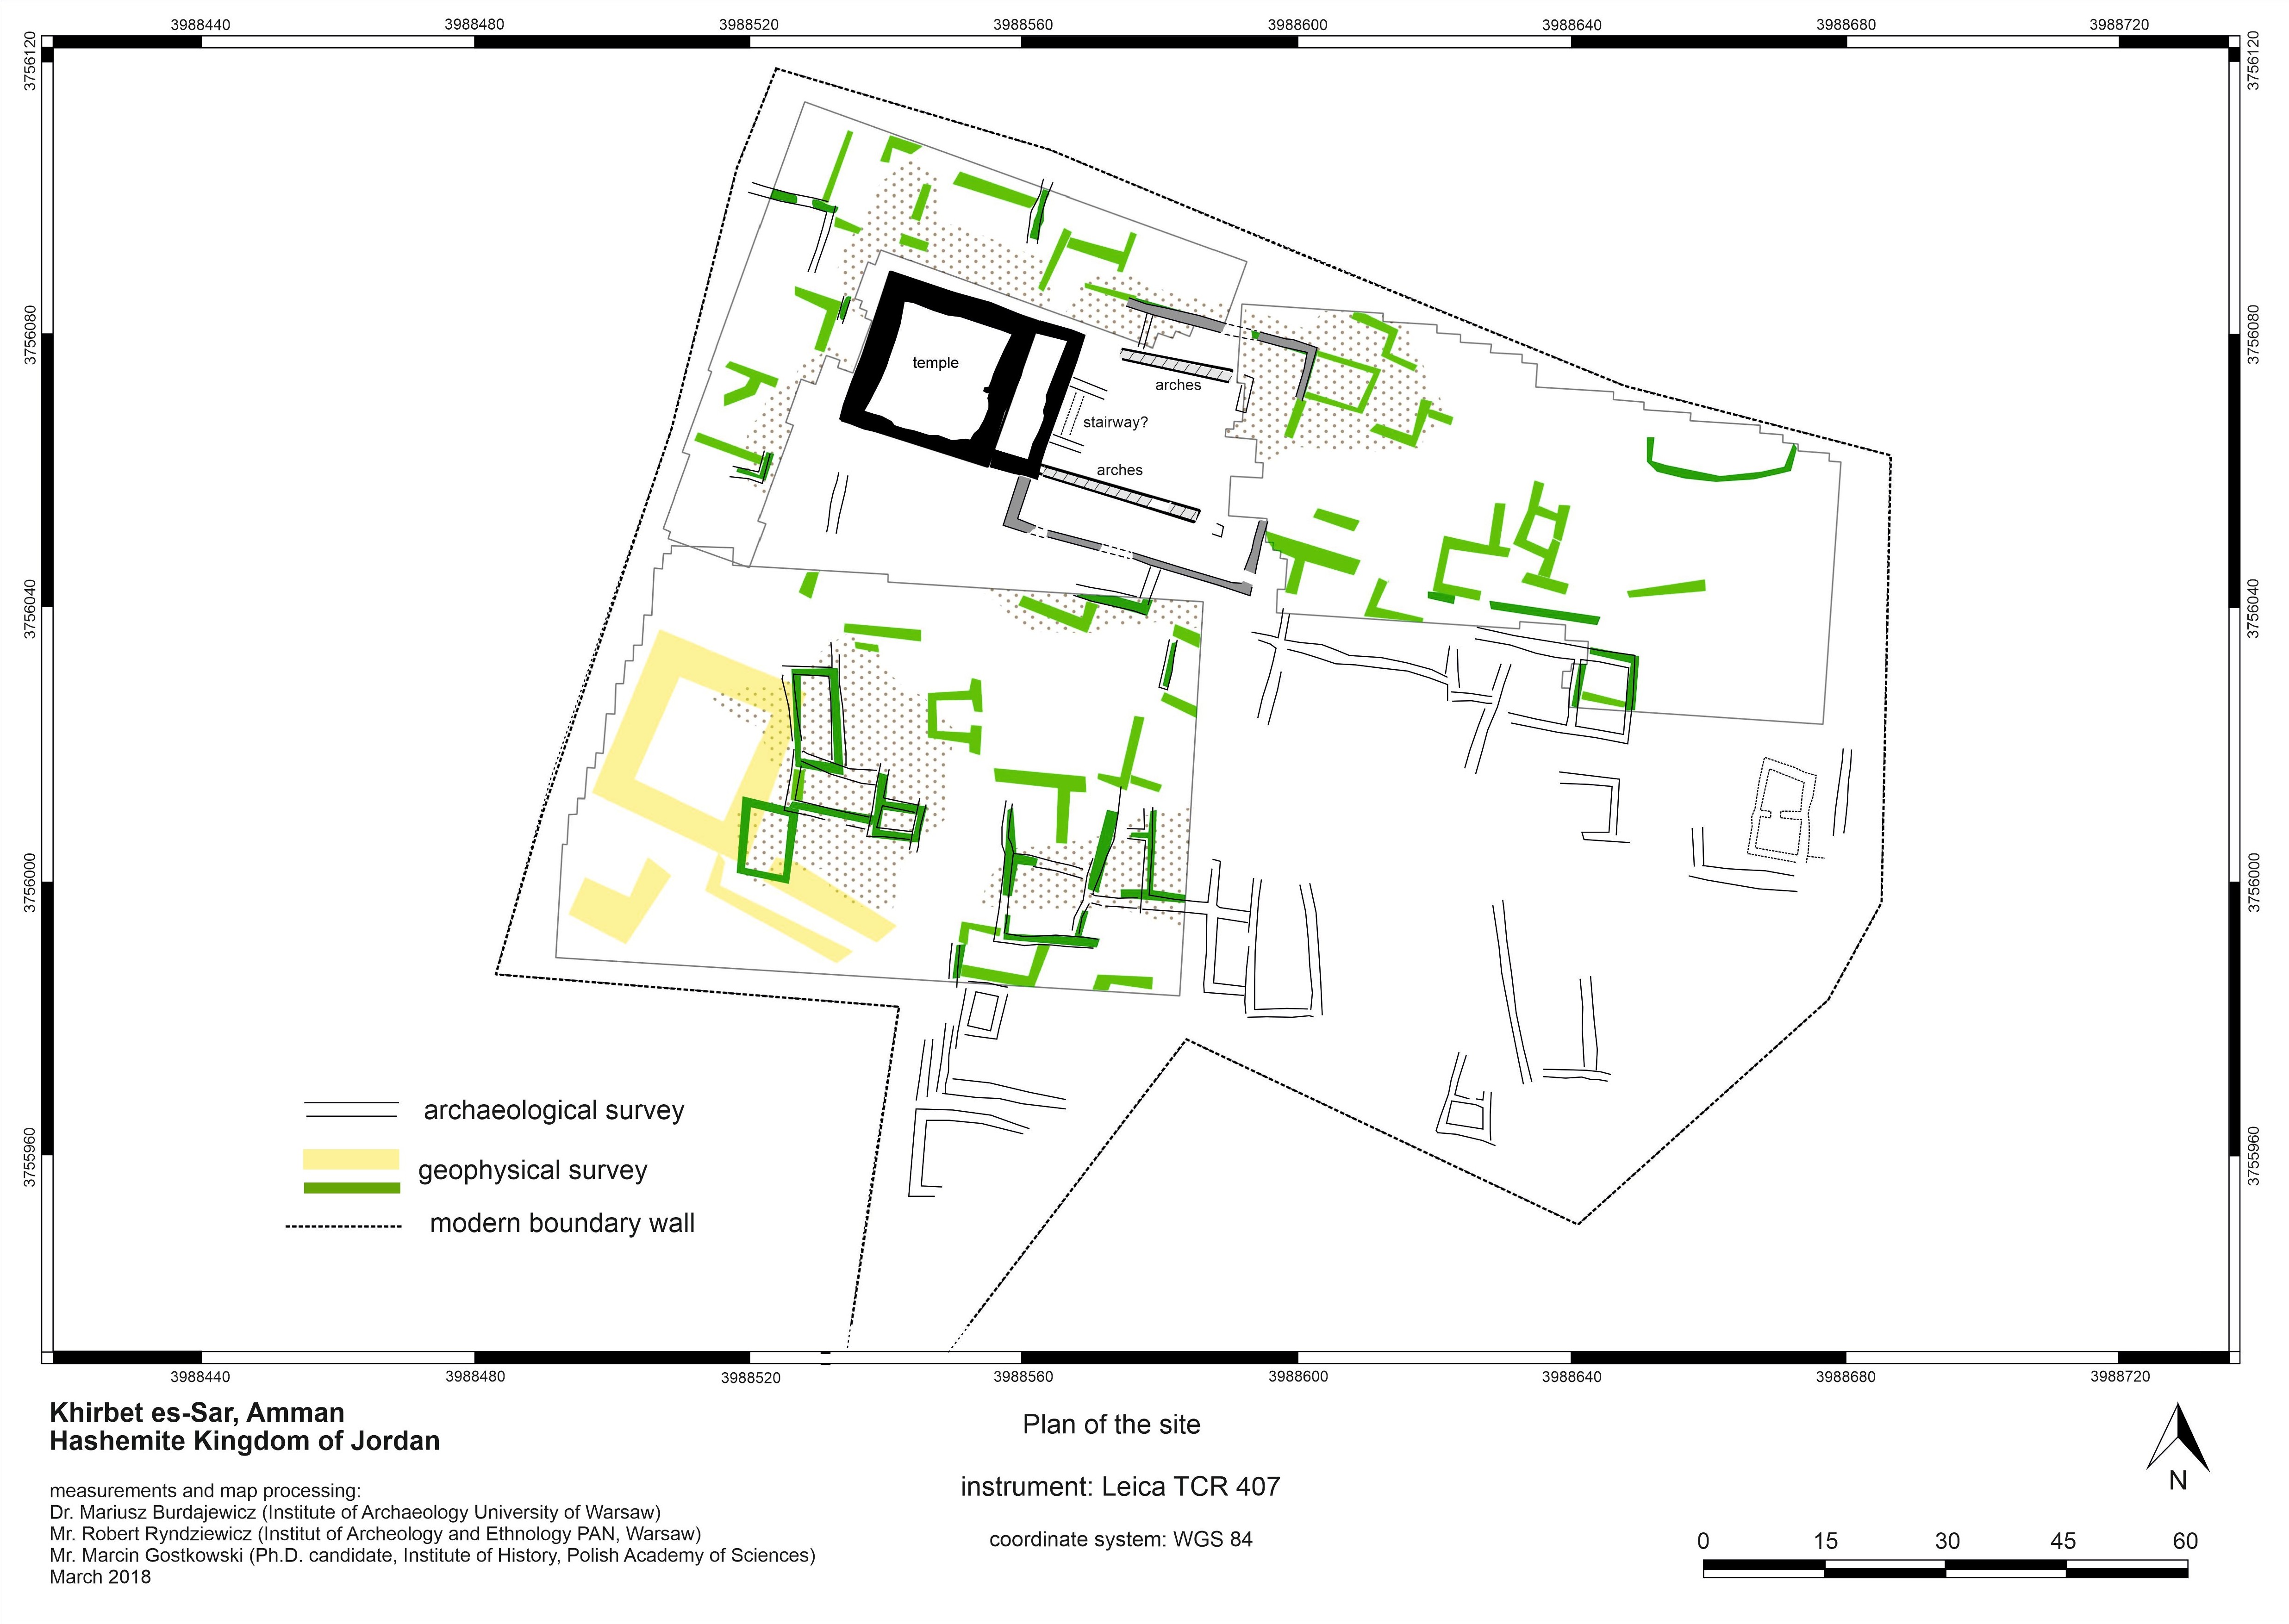 3988440 3988480 3988520 3988560 3988600 3988640 3988680 3988720
3756120
3756080
3756040
3756000
3755960
3756120
3756080
3756040
3756000
3755960
temple
arches
stairway?
arches
archaeological survey
geophysical survey
modern boundary wall
3988440 3988480 3988520 3988560 3988600 3988640 3988680 3988720
Khirbet es-Sar, Amman
Hashemite Kingdom of Jordan
measurements and map processing:
Dr. Mariusz Burdajewicz (Institute of Archaeology University of Warsaw)
Mr. Robert Ryndziewicz (Institut of Archeology and Ethnology PAN, Warsaw)
Mr. Marcin Gostkowski (Ph.D. candidate, Institute of History, Polish Academy of Sciences)
March 2018
Plan of the site
instrument: Leica TCR 407
coordinate system: WGS 84
N
0 15 30 45 60